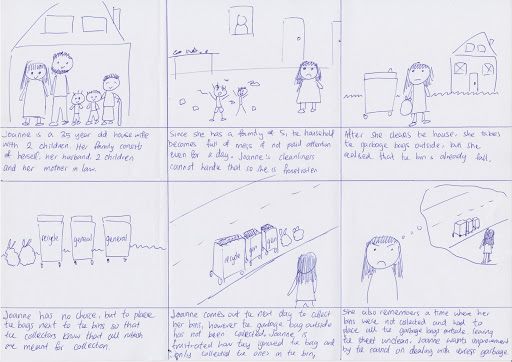 Joanne is a 35 year old housewife
with 2 children. Her family consists
of herself, her husband, 2 children
and her mother in law.
Since she has a family of 5, the household
becomes full of mess if not paid attention
even for a day. Joanne's cleanliness
cannot handle that so she is
After she cleans the house, she takes
the garbage bags outside, but she
realised that the bin is already full.
recycle
general
general
Joanne has no choice, but to place
the bags next to the bins so that
the collectors know that all rubbish
are meant for collection.
recycle
gen
gen
Joanne comes out the next day to collect
her bins, however the garbage bag outside
has not been collected. Joanne is
frustrated how they ignored the bag and
only collected the ones in the bin.
She also remembers a time where her
bins were not collected and had to
place all the garbage bags outside leaving
the street unclean. Joanne wants improvement
by the council on dealing with excess garbage.